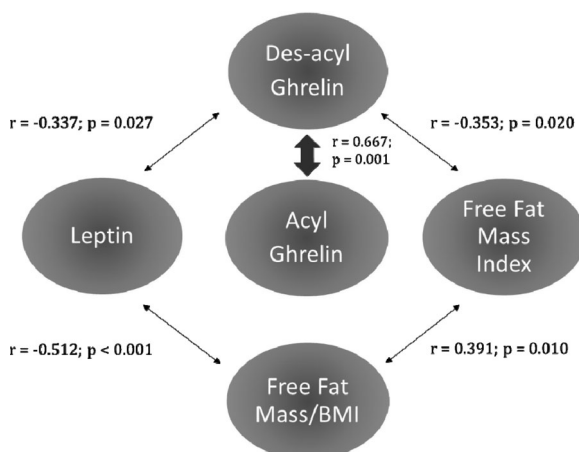 Des-acyl
Ghrelin
r = -0.337; p = 0.027
r = -0.353; p = 0.020
r = 0.667;
p = 0.001
Leptin
Acyl
Ghrelin
Free Fat
Mass
Index
r = -0.512; p < 0.001
r = 0.391; p = 0.010
Free Fat
Mass/BMI